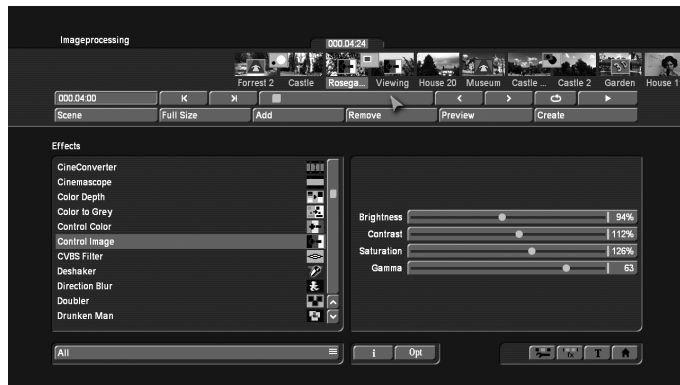 Imageprocessing
000.04:24
Forrest 2 Castle Rosega... Viewing House 20 Museum Castle ... Castle 2 Garden House 1
000.04:00
Scene Full Size Add Remove Preview Create
Effects
CineConverter
Cinemascope
Color Depth
Color to Grey
Control Color
Control Image
CVBS Filter
Deshaker
Direction Blur
Doubler
Drunken Man
Brightness 94%
Contrast 112%
Saturation 126%
Gamma 63
All i Opt fx T